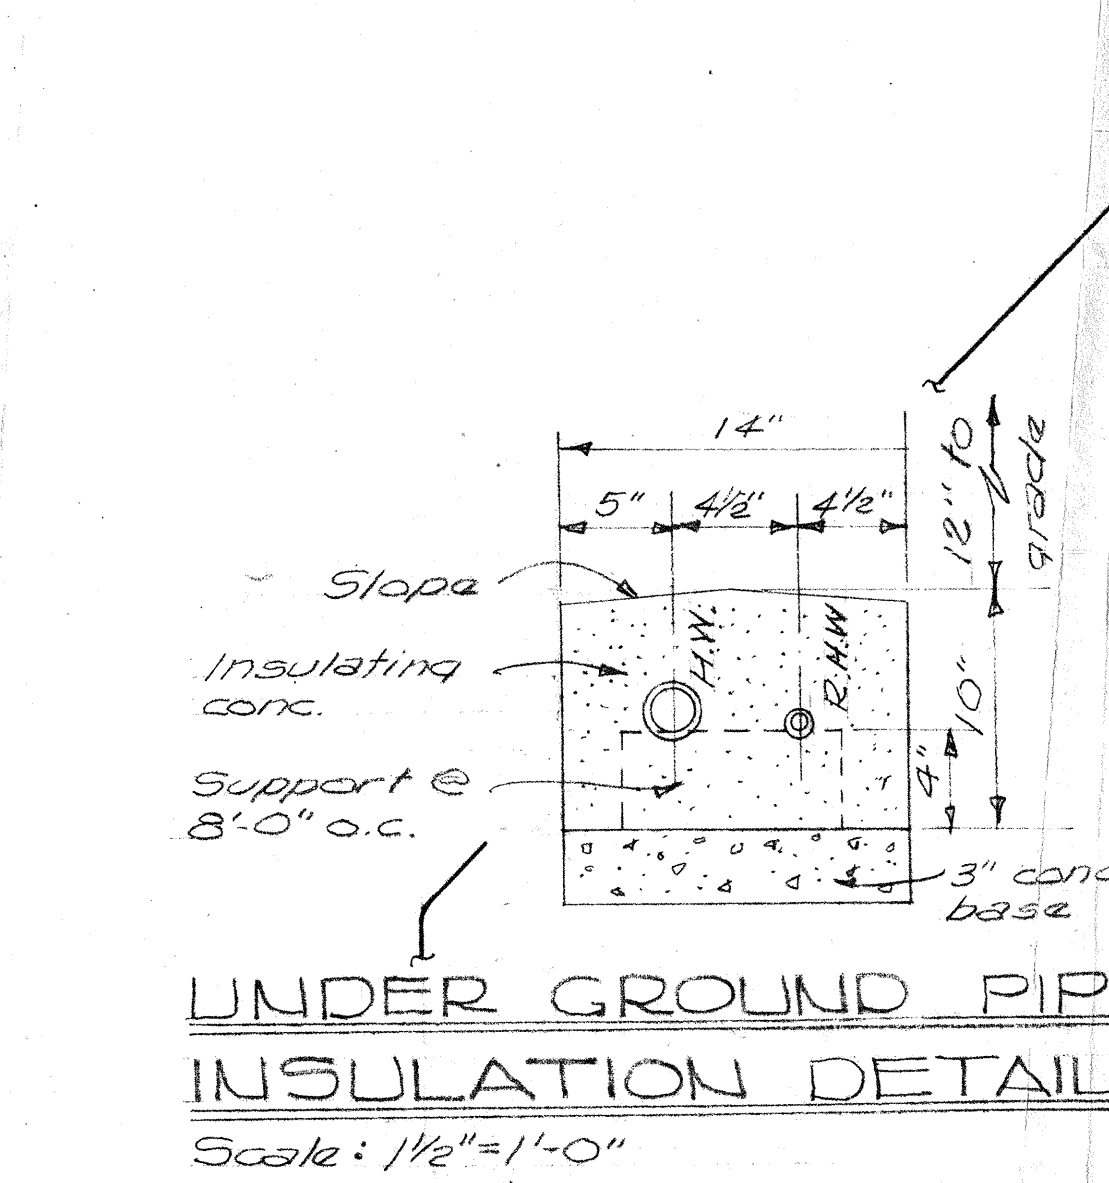 14"
5" 4½" 4½"
12" to
grade
Slope
H.W.
R.H.W
Insulating
conc.
10"
4"
Support @
8'-0" o.c.
3" conc
base
UNDER GROUND PIP
INSULATION DETAIL
Scale: 1½"=1'-0"